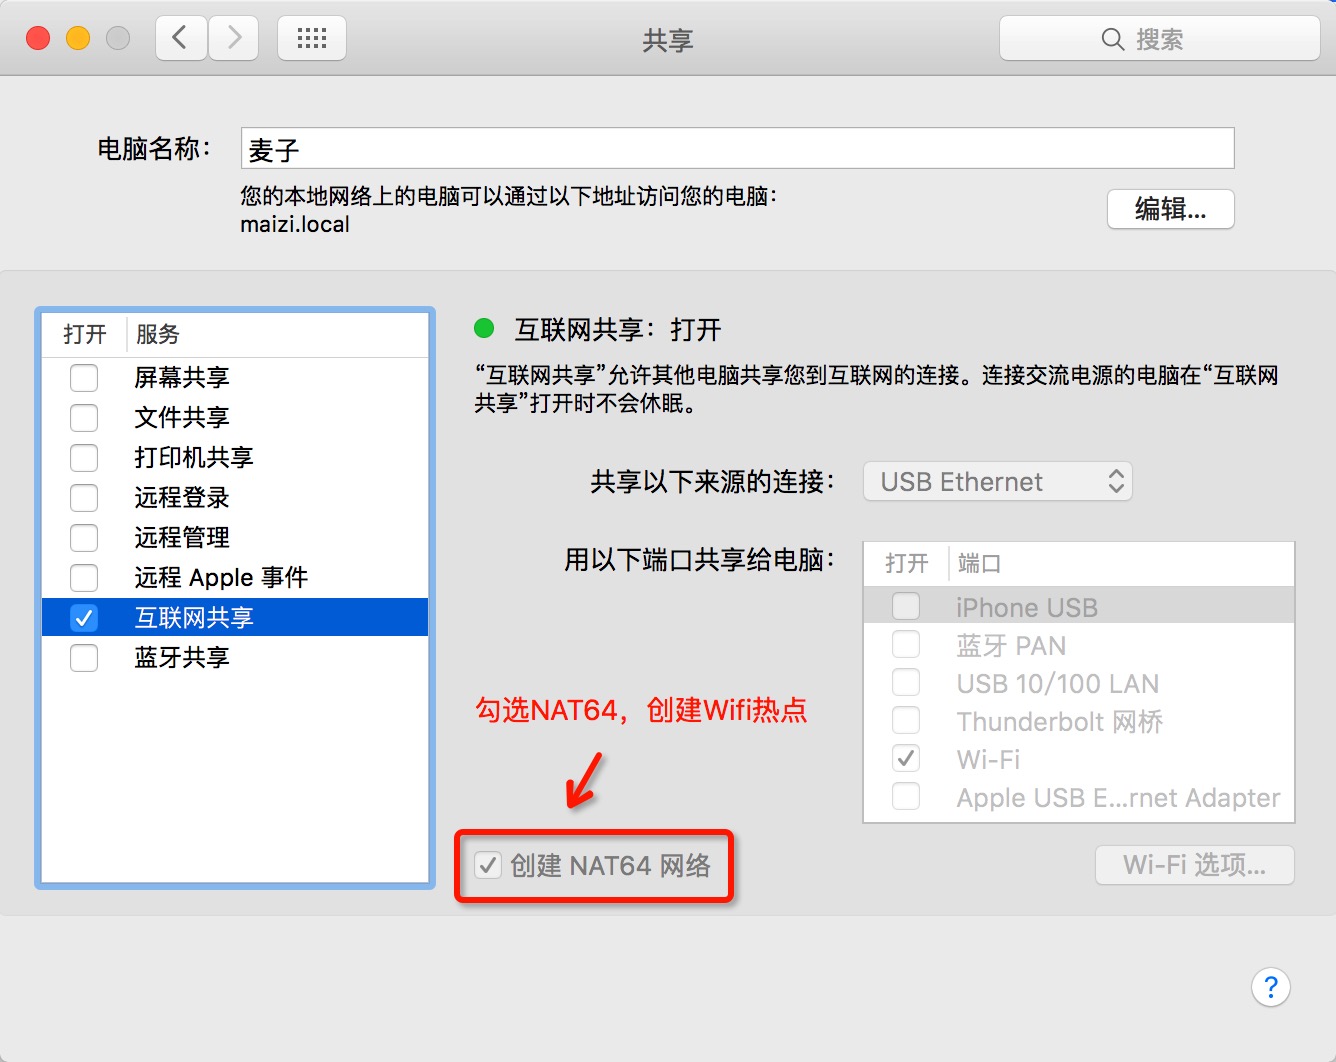 共享
搜索
电脑名称：
麦子
您的本地网络上的电脑可以通过以下地址访问您的电脑：
maizi.local
编辑...
打开 服务
屏幕共享
文件共享
打印机共享
远程登录
远程管理
远程 Apple 事件
互联网共享
蓝牙共享
互联网共享：打开
“互联网共享”允许其他电脑共享您到互联网的连接。连接交流电源的电脑在“互联网
共享”打开时不会休眠。
共享以下来源的连接：
USB Ethernet
用以下端口共享给电脑：
打开 端口
iPhone USB
蓝牙 PAN
USB 10/100 LAN
Thunderbolt 网桥
Wi-Fi
Apple USB E...rnet Adapter
勾选NAT64，创建Wifi热点
创建 NAT64 网络
Wi-Fi 选项...
?